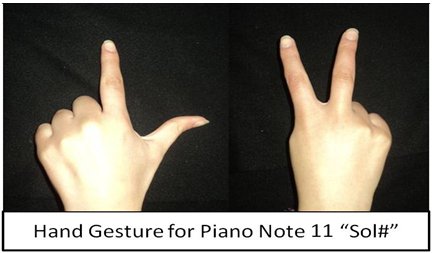 Hand Gesture for Piano Note 11 “Sol#”